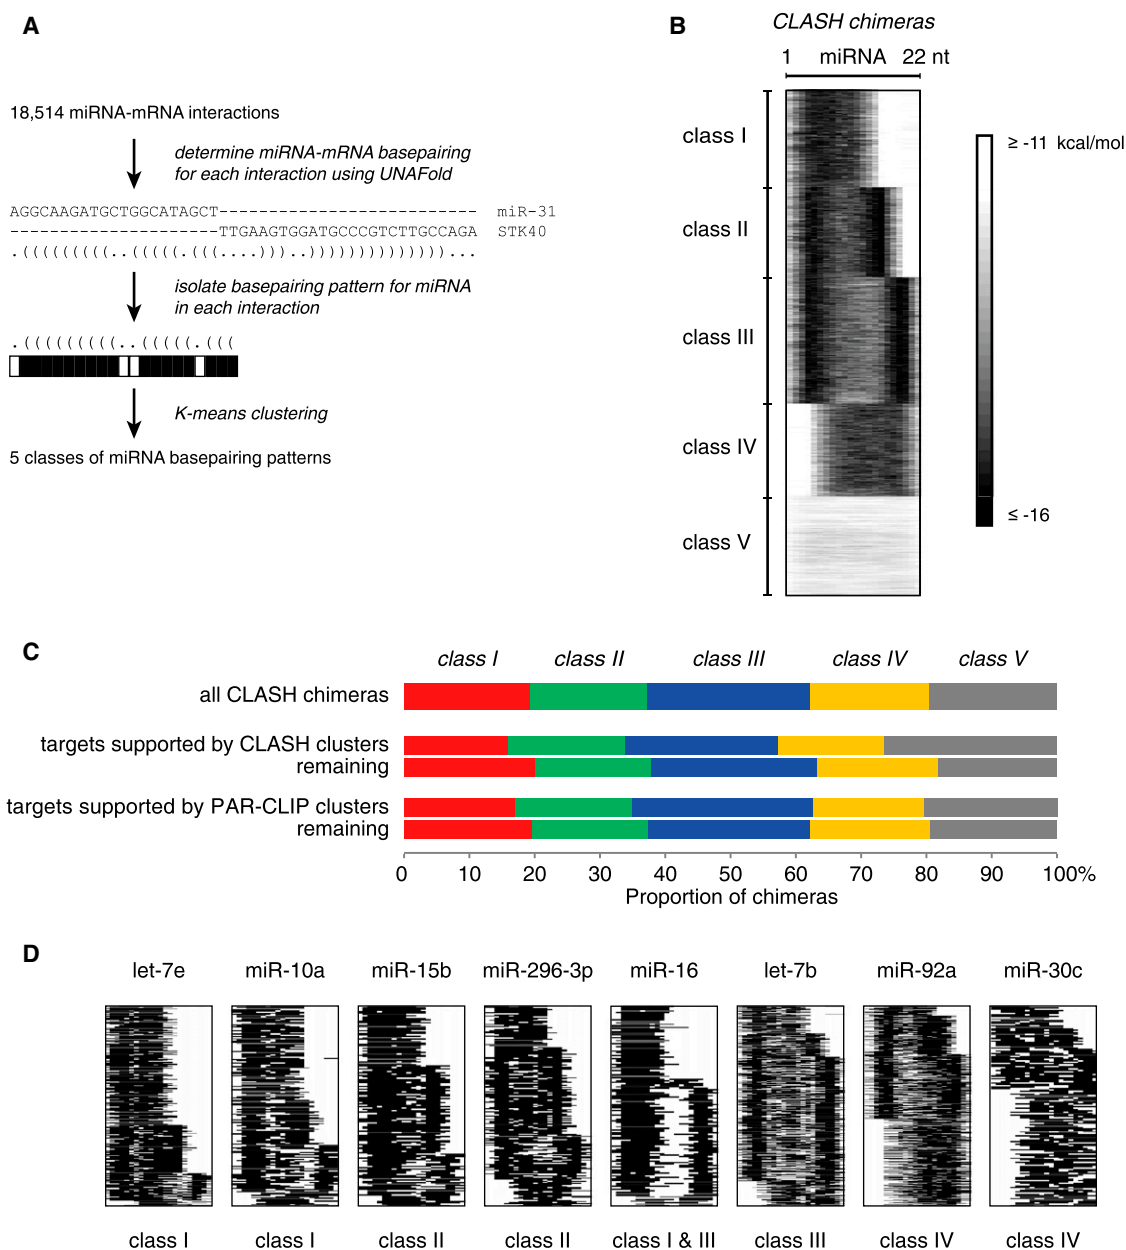 A
18,514 miRNA-mRNA interactions
determine miRNA-mRNA basepairing
for each interaction using UNAFold
AGGCAAGATGCTGGCATAGCT-------------------------- miR-31
---------------------TTGAAGTGGATGCCCGTCTTGCCAGA STK40
.(((((((((..(((((.(((....)))..))))))))))))))...
isolate basepairing pattern for miRNA
in each interaction
.(((((((((..(((((.(((
K-means clustering
5 classes of miRNA basepairing patterns
B
CLASH chimeras
1 miRNA 22 nt
class I
class II
class III
class IV
class V
≥ -11 kcal/mol
≤ -16
C
class I class II class III class IV class V
all CLASH chimeras
targets supported by CLASH clusters
remaining
targets supported by PAR-CLIP clusters
remaining
0 10 20 30 40 50 60 70 80 90 100%
Proportion of chimeras
D
let-7e miR-10a miR-15b miR-296-3p miR-16 let-7b miR-92a miR-30c
class I class I class II class II class I & III class III class IV class IV